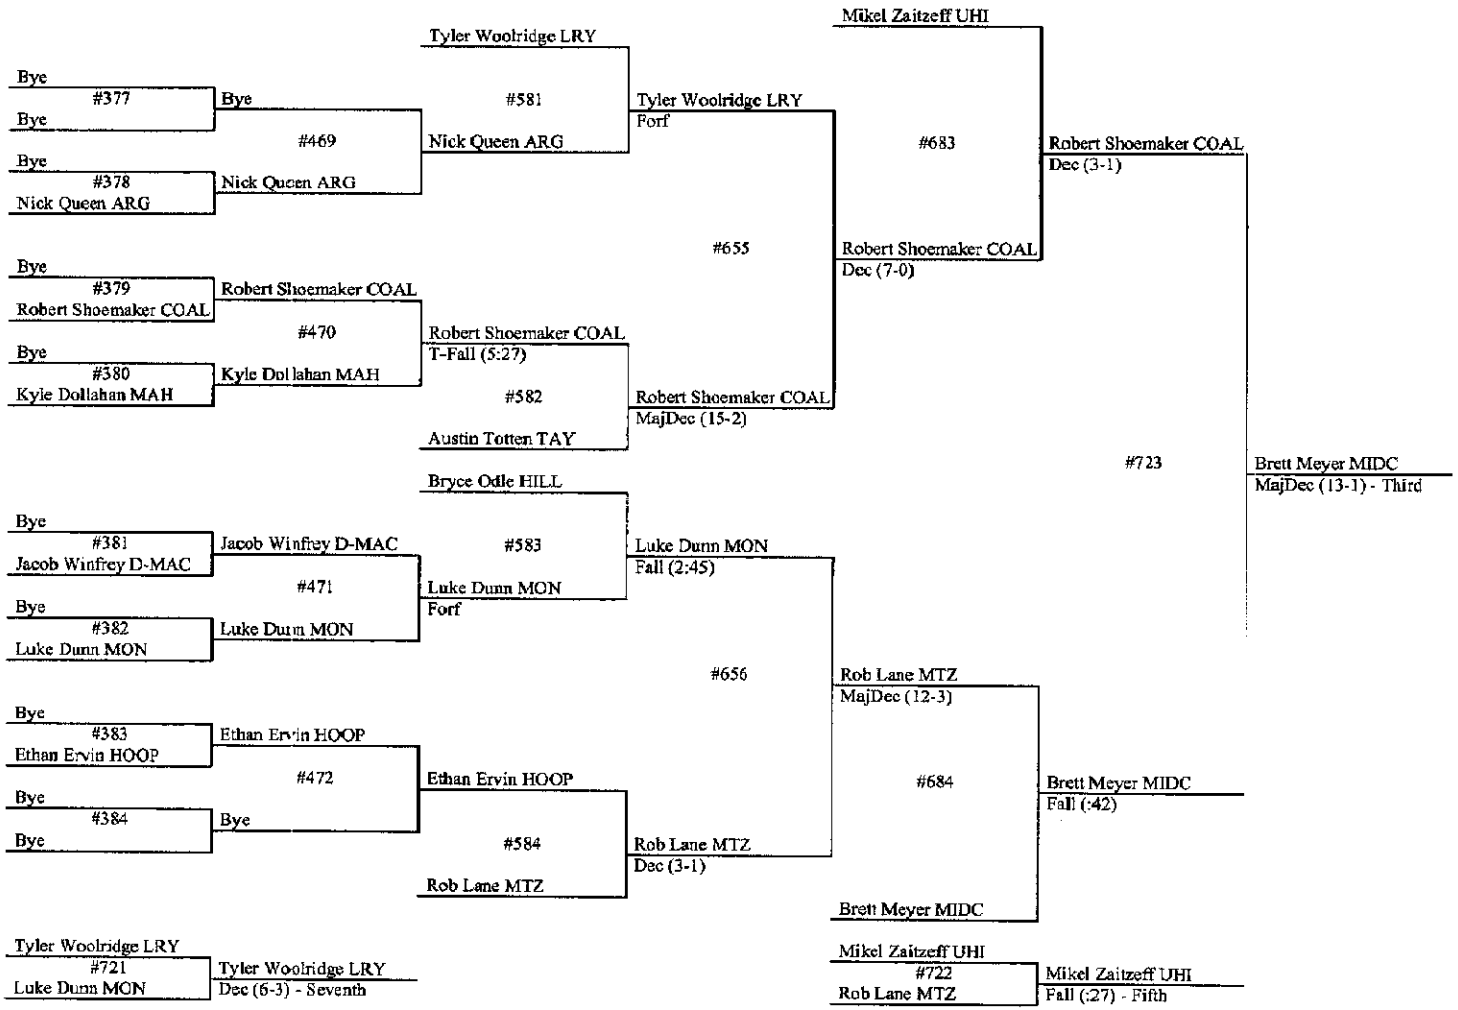 Mikel Zaitzeff UHI
Tyler Woolridge LRY
Bye
#377
Bye
Bye
#581
Tyler Woolridge LRY
Forf
#469
Nick Queen ARG
#683
Robert Shoemaker COAL
Dec (3-1)
Bye
#378
Nick Queen ARG
Nick Queen ARG
#655
Robert Shoemaker COAL
Dec (7-0)
Bye
#379
Robert Shoemaker COAL
Robert Shoemaker COAL
#470
Robert Shoemaker COAL
T-Fall (5:27)
Bye
#380
Kyle Dollahan MAH
Kyle Dollahan MAH
#582
Robert Shoemaker COAL
MajDec (15-2)
Austin Totten TAY
#723
Brett Meyer MIDC
MajDec (13-1) - Third
Bryce Odle HILL
Bye
#381
Jacob Winfrey D-MAC
Jacob Winfrey D-MAC
#583
Luke Dunn MON
Fall (2:45)
#471
Luke Dunn MON
Forf
Bye
#382
Luke Dunn MON
Luke Dunn MON
#656
Rob Lane MTZ
MajDec (12-3)
Bye
#383
Ethan Ervin HOOP
Ethan Ervin HOOP
#472
Ethan Ervin HOOP
#684
Brett Meyer MIDC
Fall (:42)
Bye
#384
Bye
Bye
#584
Rob Lane MTZ
Dec (3-1)
Rob Lane MTZ
Brett Meyer MIDC
Tyler Woolridge LRY
#721
Luke Dunn MON
Tyler Woolridge LRY
Dec (6-3) - Seventh
Mikel Zaitzeff UHI
#722
Rob Lane MTZ
Mikel Zaitzeff UHI
Fall (:27) - Fifth